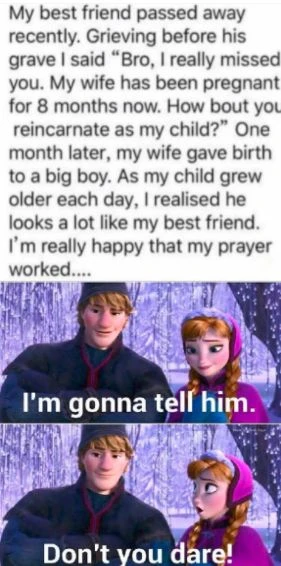 My best friend passed away
recently. Grieving before his
grave I said “Bro, I really missed
you. My wife has been pregnant
for 8 months now. How bout you
reincarnate as my child?” One
month later, my wife gave birth
to a big boy. As my child grew
older each day, I realised he
looks a lot like my best friend.
I’m really happy that my prayer
worked....
I'm gonna tell him.
Don't you dare!